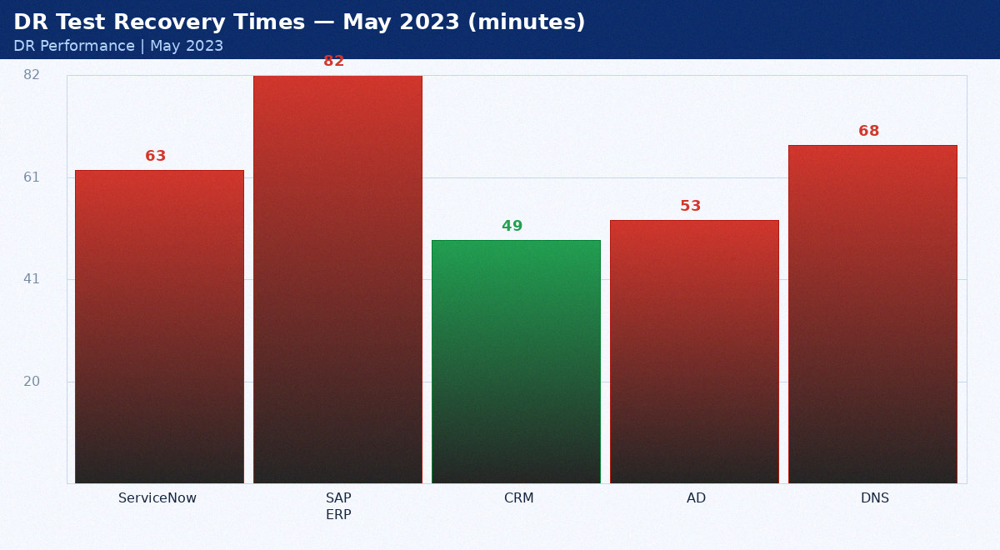 DR Test Recovery Times — May 2023 (minutes)
DR Performance | May 2023
82
82
63
68
61
53
49
41
20
ServiceNow
SAP
ERP
CRM
AD
DNS